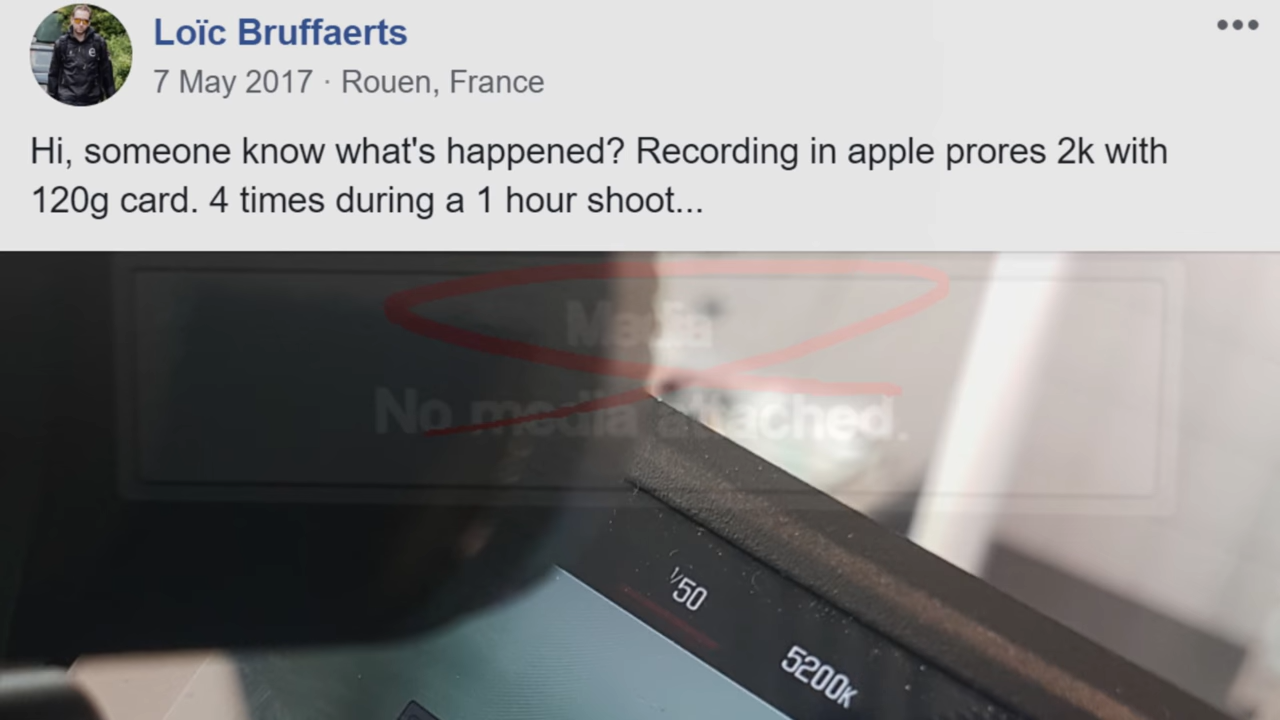 Loïc Bruffaerts
7 May 2017 · Rouen, France
Hi, someone know what's happened? Recording in apple prores 2k with
120g card. 4 times during a 1 hour shoot...
Media
No media attached.
1/50
5200K